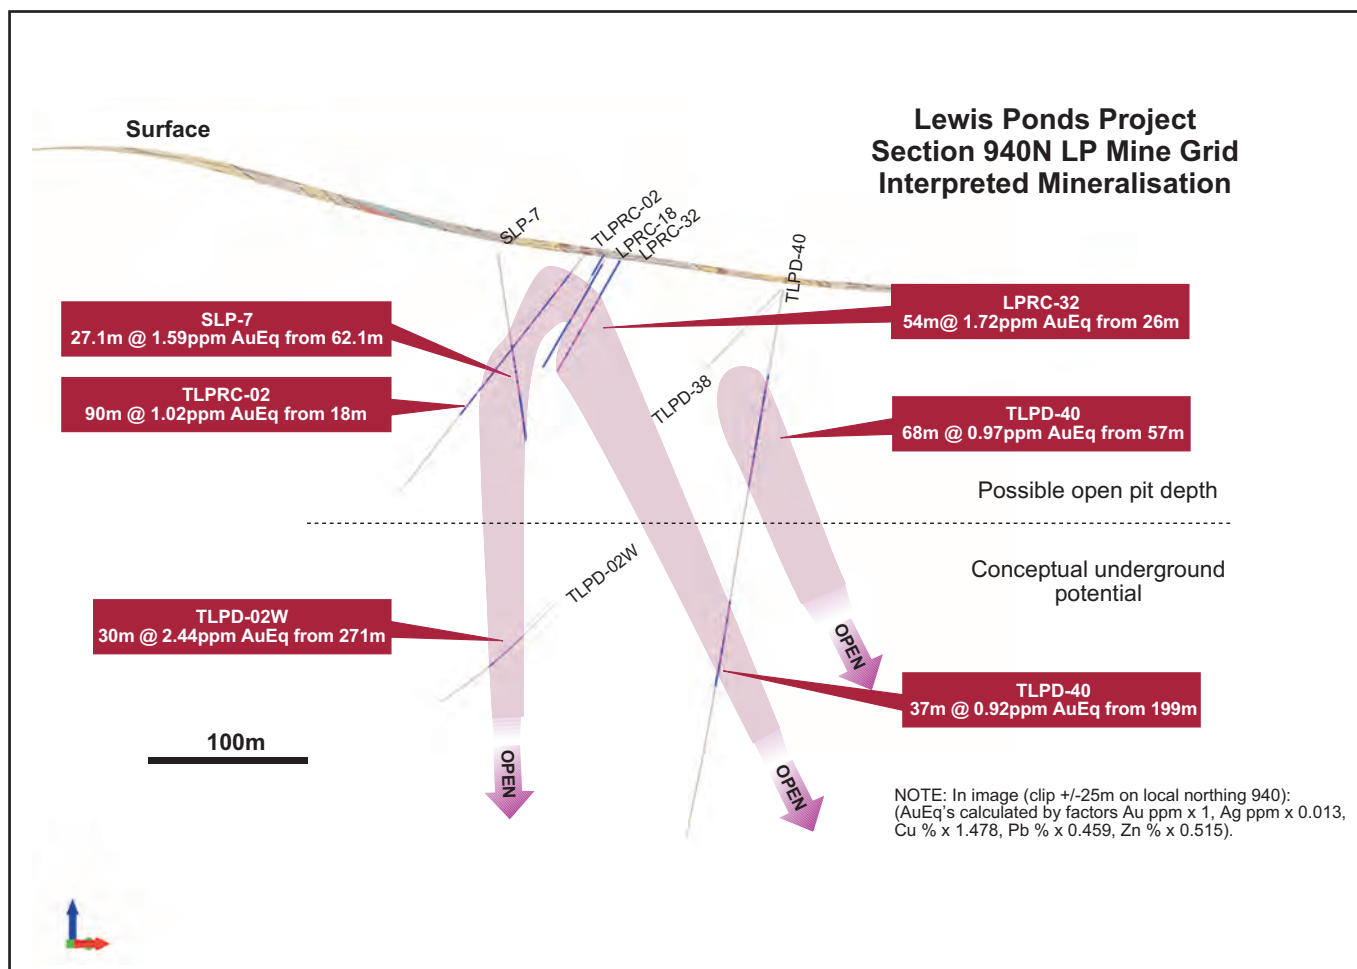 Lewis Ponds Project
Section 940N LP Mine Grid
Interpreted Mineralisation
Surface
SLP-7
TLPRC-02
LPRC-18
LPRC-32
TLPD-40
SLP-7
27.1m @ 1.59ppm AuEq from 62.1m
LPRC-32
54m@ 1.72ppm AuEq from 26m
TLPRC-02
90m @ 1.02ppm AuEq from 18m
TLPD-38
TLPD-40
68m @ 0.97ppm AuEq from 57m
Possible open pit depth
Conceptual underground
potential
TLPD-02W
TLPD-02W
30m @ 2.44ppm AuEq from 271m
OPEN
TLPD-40
37m @ 0.92ppm AuEq from 199m
100m
OPEN
OPEN
NOTE: In image (clip +/-25m on local northing 940):
(AuEq's calculated by factors Au ppm x 1, Ag ppm x 0.013,
Cu % x 1.478, Pb % x 0.459, Zn % x 0.515).